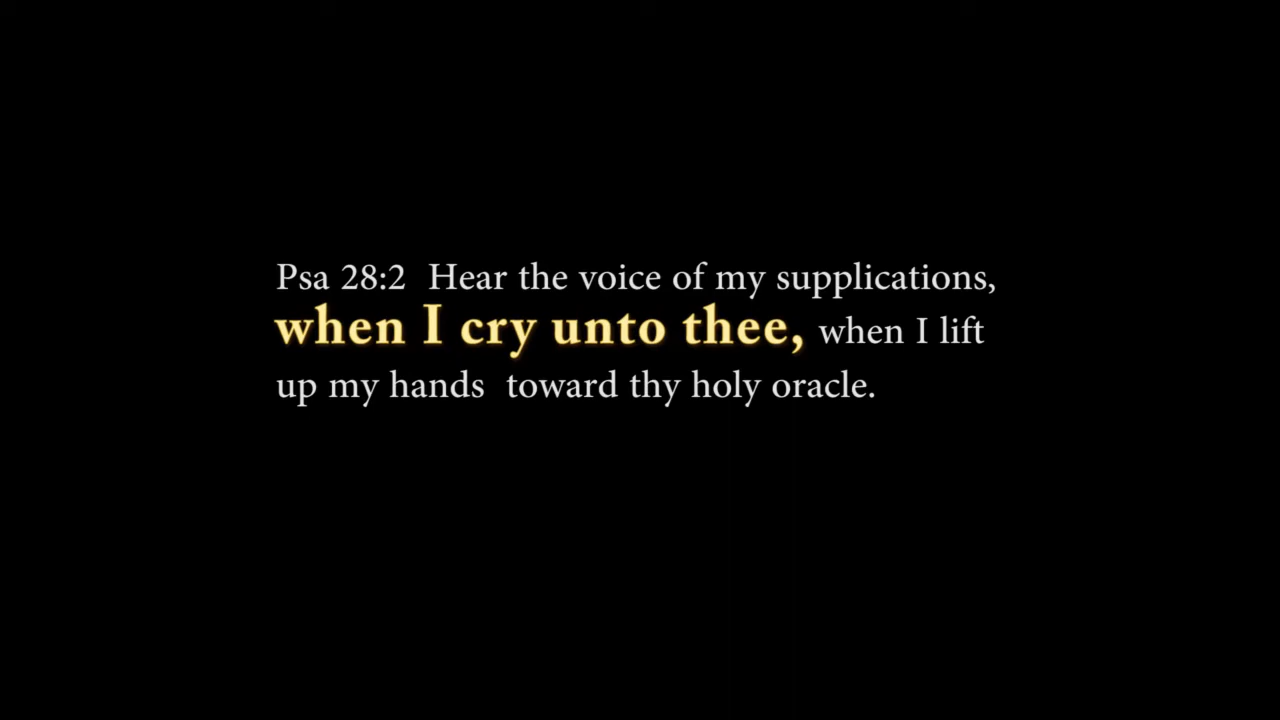 Psa 28:2  Hear the voice of my supplications,
when I cry unto thee, when I lift
up my hands  toward thy holy oracle.